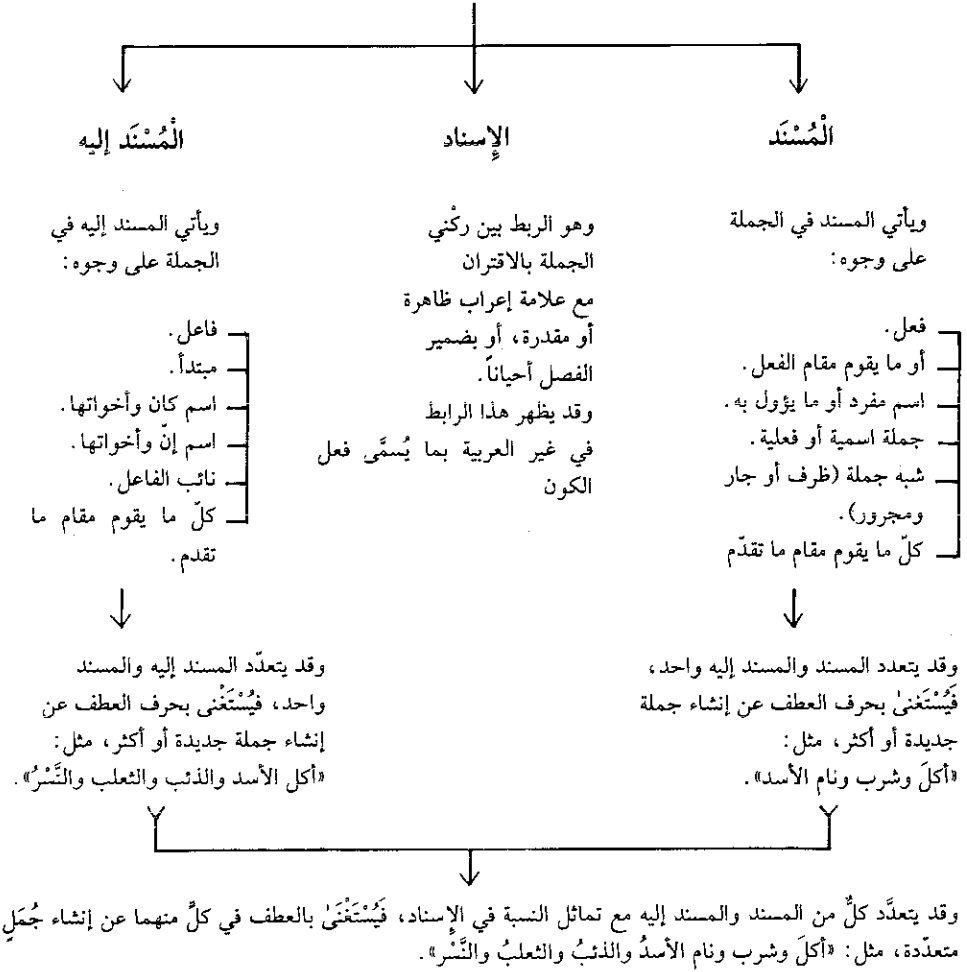 الْمُسْنَد
ويأتي المسند في الجملة
على وجوه:
فعل.
أو ما يقوم مقام الفعل.
اسم مفرد أو ما يؤول به.
جملة اسمية أو فعلية.
شبه جملة (ظرف أو جار
ومجرور).
كلّ ما يقوم مقام ما تقدّم
وقد يتعدد المسند والمسند إليه واحد،
فَيُسْتَغنىٰ بحرف العطف عن إنشاء جملة
جديدة أو أكثر، مثل:
«أكلَ وشرب ونام الأسد».
الإسناد
وهو الربط بين ركْني
الجملة بالاقتران
مع علامة إعراب ظاهرة
أو مقدرة، أو بضمير
الفصل أحياناً.
وقد يظهر هذا الرابط
في غير العربية بما يُسمَّى فعل
الكون
الْمُسْنَد إليه
ويأتي المسند إليه في
الجملة على وجوه:
فاعل.
مبتدأ.
اسم كان وأخواتها.
اسم إنّ وأخواتها.
نائب الفاعل.
كلّ ما يقوم مقام ما
تقدم.
وقد يتعدّد المسند إليه والمسند
واحد، فيُسْتَغْنى بحرف العطف عن
إنشاء جملة جديدة أو أكثر، مثل:
«أكل الأسد والذئب والثعلب والنَّسْرُ».
وقد يتعدَّد كلٌّ من المسند والمسند إليه مع تماثل النسبة في الإسناد، فَيُسْتَغْنَىٰ بالعطف في كلٍّ منهما عن إنشاء جُمَلٍ
متعدّدة، مثل: «أكلَ وشرب ونام الأسدُ والذئبُ والثعلبُ والنَّسْر».